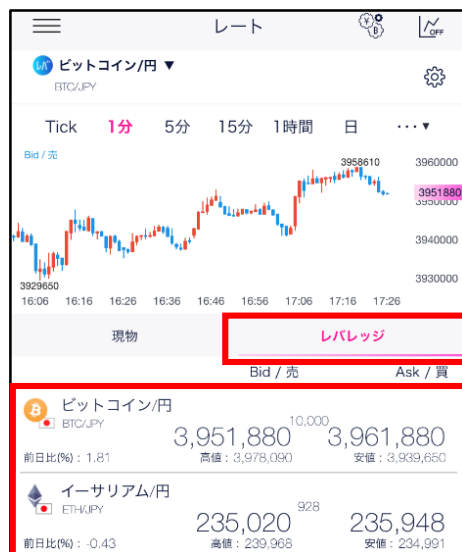 レート
OFF
レバ ビットコイン/円 ▼
BTC/JPY
Tick 1分 5分 15分 1時間 日 ・・・▼
Bid / 売
3958610
3960000
3951880
3950000
3940000
3930000
3929650
16:06 16:16 16:26 16:36 16:46 16:56 17:06 17:16 17:26
現物 レバレッジ
Bid / 売 Ask / 買
ビットコイン/円
BTC/JPY
3,951,880 10,000 3,961,880
前日比(%) : 1.81 高値 : 3,978,090 安値 : 3,939,650
イーサリアム/円
ETH/JPY
235,020 928 235,948
前日比(%) : -0.43 高値 : 239,968 安値 : 234,991